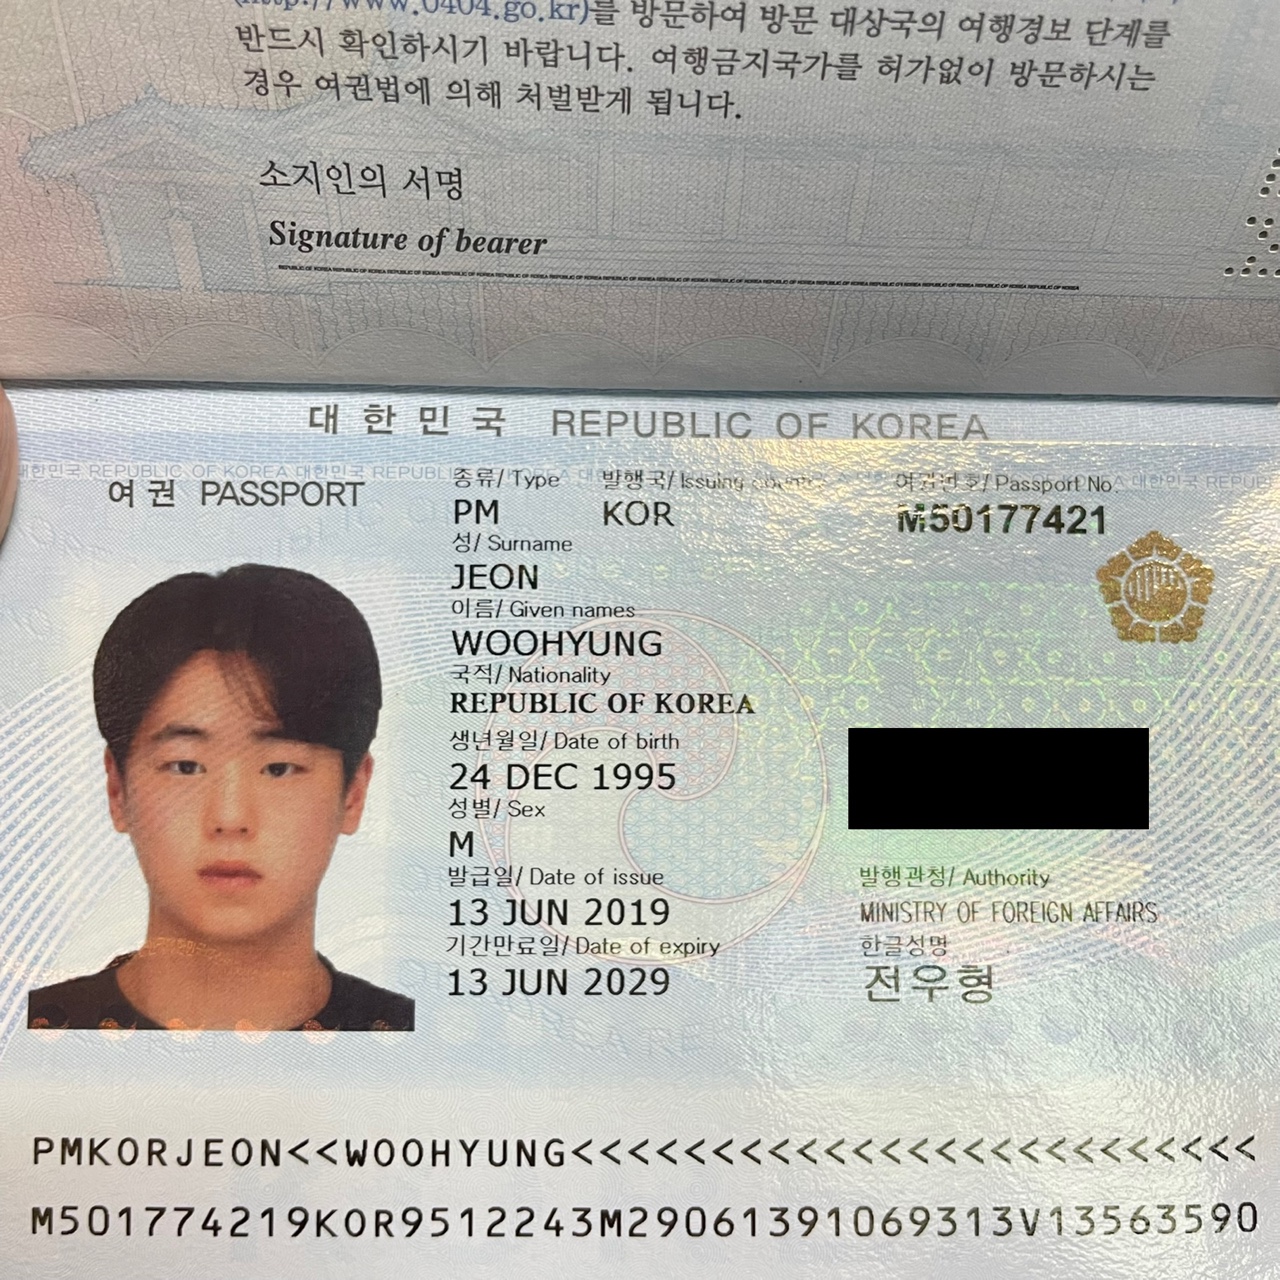 (http://www.0404.go.kr)를 방문하여 방문 대상국의 여행경보 단계를
반드시 확인하시기 바랍니다. 여행금지국가를 허가없이 방문하시는
경우 여권법에 의해 처벌받게 됩니다.
소지인의 서명
Signature of bearer
대한민국 REPUBLIC OF KOREA
여권 PASSPORT
종류/ Type 발행국/ Issuing country 여권번호/ Passport No.
PM KOR M50177421
성/ Surname
JEON
이름/ Given names
WOOHYUNG
국적/ Nationality
REPUBLIC OF KOREA
생년월일/ Date of birth
24 DEC 1995
성별/ Sex
M
발급일/ Date of issue 발행관청/ Authority
13 JUN 2019 MINISTRY OF FOREIGN AFFAIRS
기간만료일/ Date of expiry 한글성명
13 JUN 2029 전우형
PMKORJEON<<WOOHYUNG<<<<<<<<<<<<<<<<<<<<<<<<<
M501774219KOR9512243M29061391069313V13563590